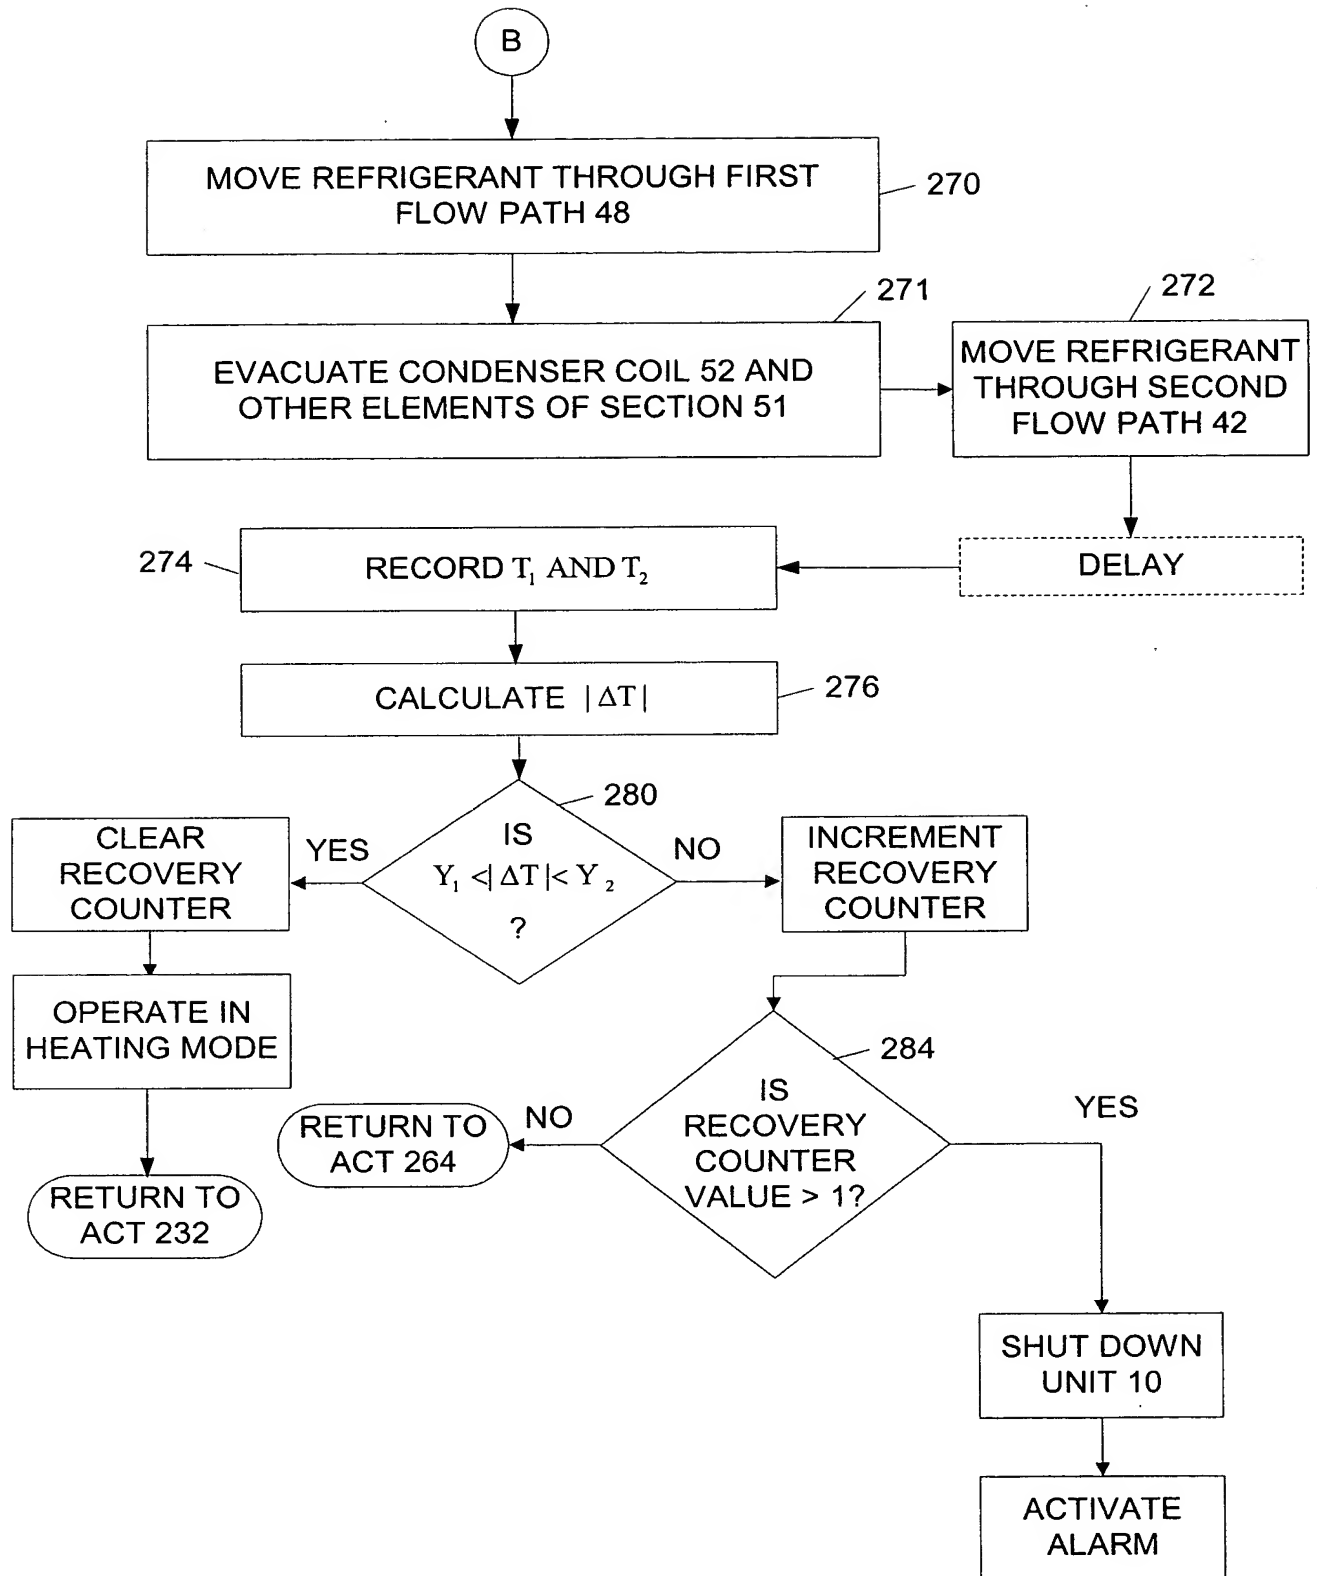 B
MOVE REFRIGERANT THROUGH FIRST
FLOW PATH 48
270
271
EVACUATE CONDENSER COIL 52 AND
OTHER ELEMENTS OF SECTION 51
272
MOVE REFRIGERANT
THROUGH SECOND
FLOW PATH 42
DELAY
274
RECORD T₁ AND T₂
CALCULATE |ΔT|
276
280
IS
Y₁ <|ΔT|< Y₂
?
YES
CLEAR
RECOVERY
COUNTER
OPERATE IN
HEATING MODE
RETURN TO
ACT 232
NO
INCREMENT
RECOVERY
COUNTER
284
IS
RECOVERY
COUNTER
VALUE > 1?
NO
RETURN TO
ACT 264
YES
SHUT DOWN
UNIT 10
ACTIVATE
ALARM